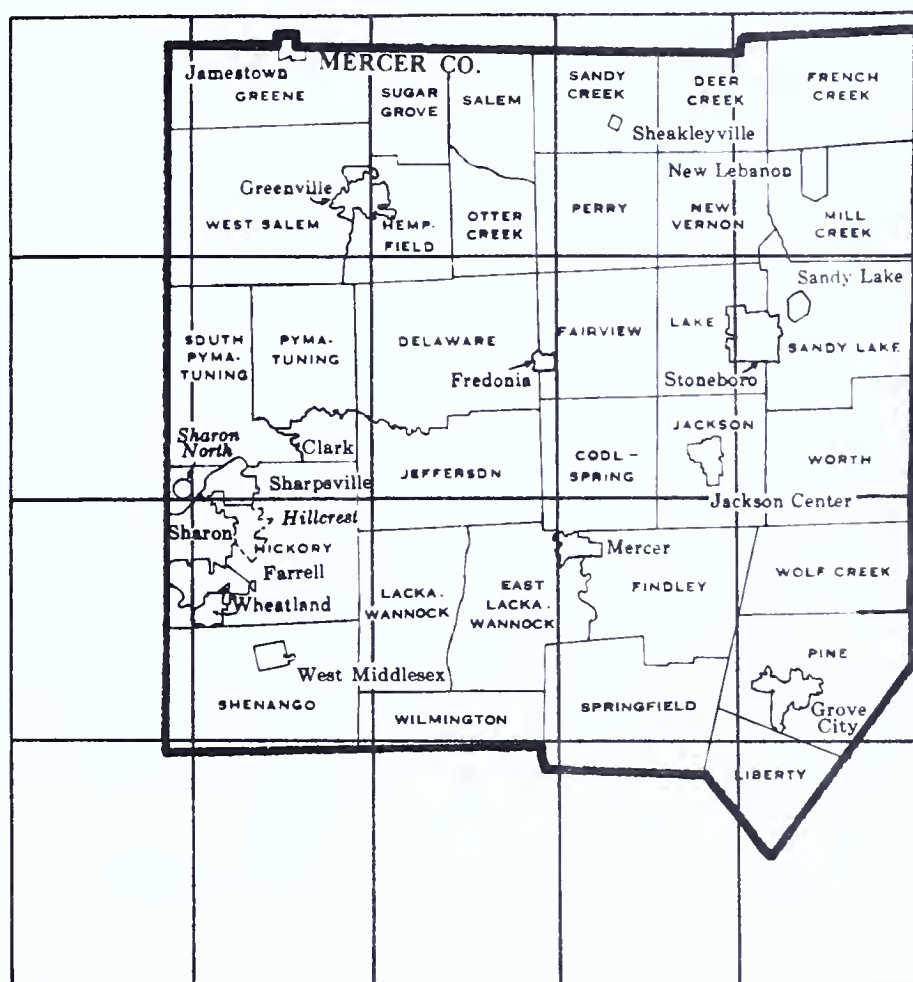 MERCER CO.
Jamestown
GREENE
SUGAR
GROVE
SALEM
SANDY
CREEK
DEER
CREEK
FRENCH
CREEK
Sheakleyville
New Lebanon
Greenville
WEST SALEM
HEMP-
FIELD
OTTER
CREEK
PERRY
NEW
VERNON
MILL
CREEK
Sandy Lake
SOUTH
PYMA-
TUNING
PYMA-
TUNING
DELAWARE
FAIRVIEW
LAKE
SANDY LAKE
Fredonia
Stoneboro
Sharon
North
Clark
JACKSON
Sharpsville
JEFFERSON
COOL-
SPRING
WORTH
Jackson Center
Hillcrest
Sharon
HICKORY
Mercer
Farrell
Wheatland
LACKA-
WANNOCK
EAST
LACKA-
WANNOCK
FINDLEY
WOLF CREEK
PINE
West Middlesex
SHENANGO
WILMINGTON
SPRINGFIELD
Grove
City
LIBERTY